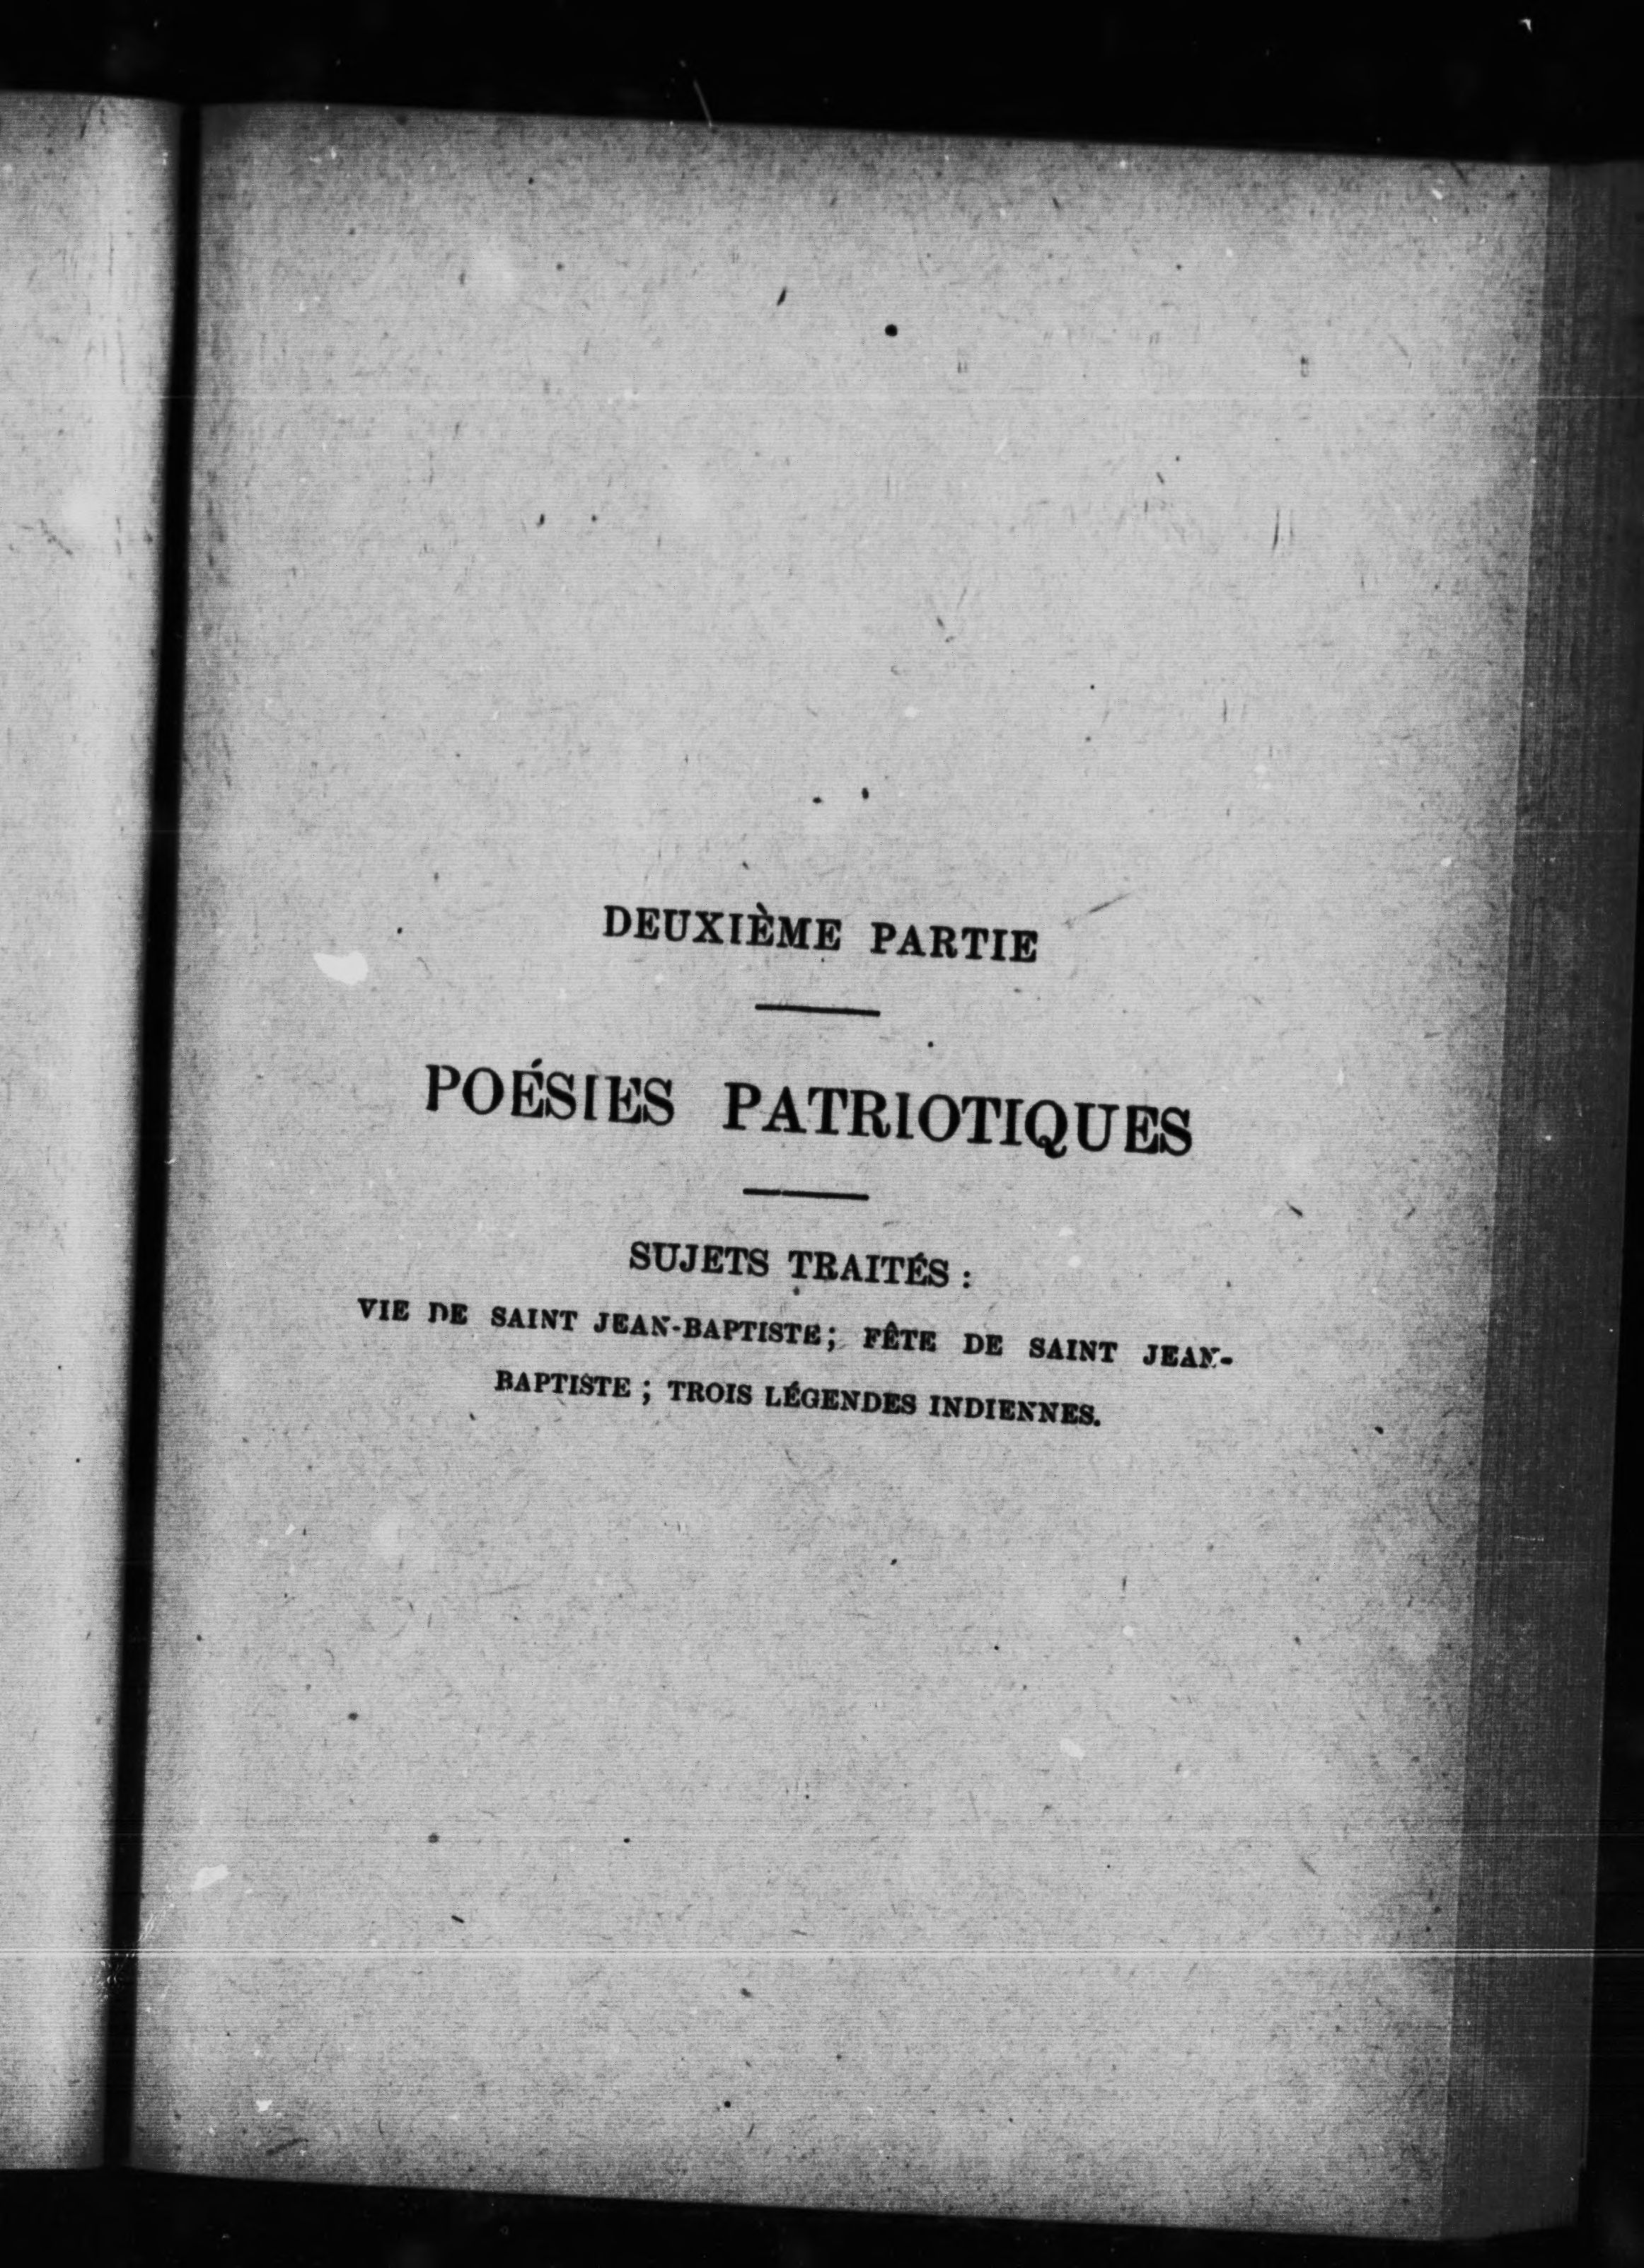 DEUXIÈME PARTIE
POÉSIES PATRIOTIQUES
SUJETS TRAITÉS :
VIE DE SAINT JEAN-BAPTISTE; FÊTE DE SAINT JEAN-
BAPTISTE ; TROIS LÉGENDES INDIENNES.